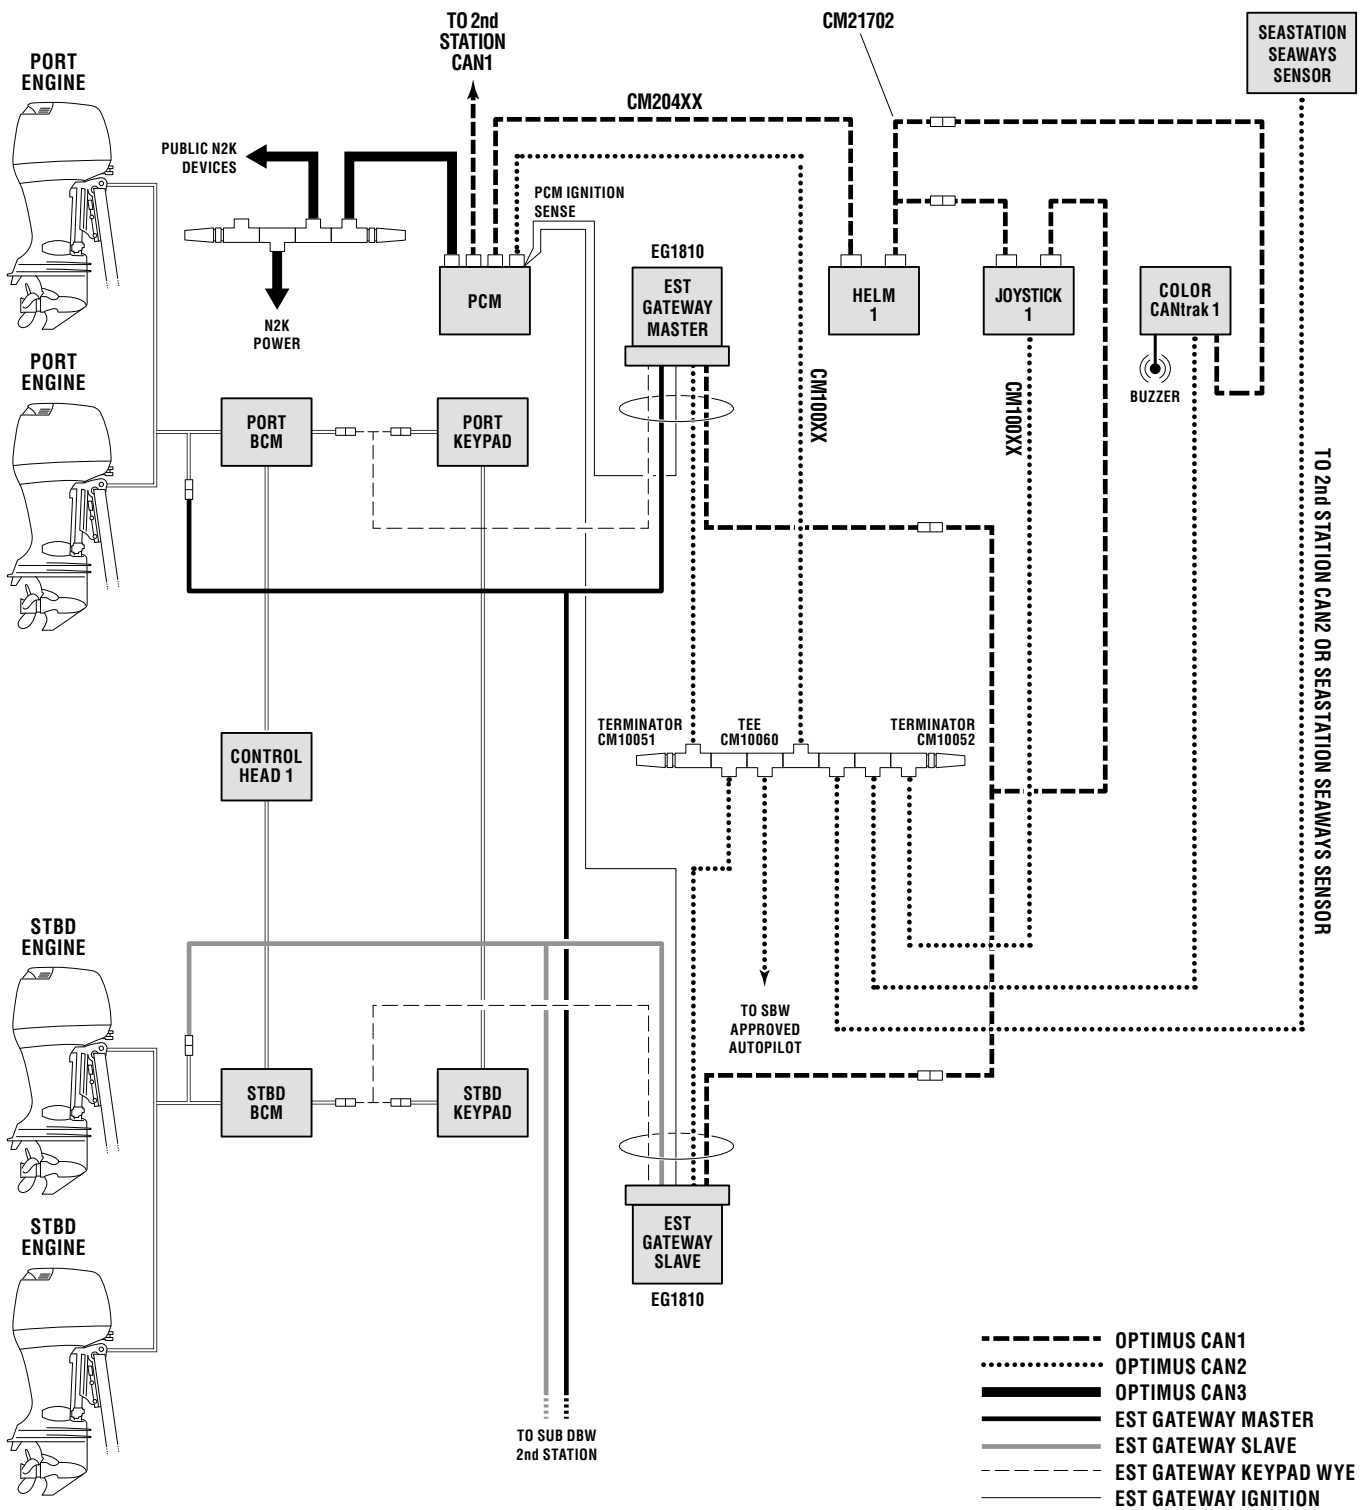 TO 2nd
STATION
CAN1
CM21702
SEASTATION
SEAWAYS
SENSOR
PORT
ENGINE
CM204XX
PUBLIC N2K
DEVICES
PCM IGNITION
SENSE
EG1810
PCM
EST
GATEWAY
MASTER
HELM
1
JOYSTICK
1
COLOR
CANtrak 1
N2K
POWER
PORT
ENGINE
BUZZER
CM100XX
CM100XX
PORT
BCM
PORT
KEYPAD
TO 2nd STATION CAN2 OR SEASTATION SEAWAYS SENSOR
TERMINATOR
CM10051
TEE
CM10060
TERMINATOR
CM10052
CONTROL
HEAD 1
STBD
ENGINE
TO SBW
APPROVED
AUTOPILOT
STBD
BCM
STBD
KEYPAD
EST
GATEWAY
SLAVE
EG1810
STBD
ENGINE
TO SUB DBW
2nd STATION
OPTIMUS CAN1
OPTIMUS CAN2
OPTIMUS CAN3
EST GATEWAY MASTER
EST GATEWAY SLAVE
EST GATEWAY KEYPAD WYE
EST GATEWAY IGNITION